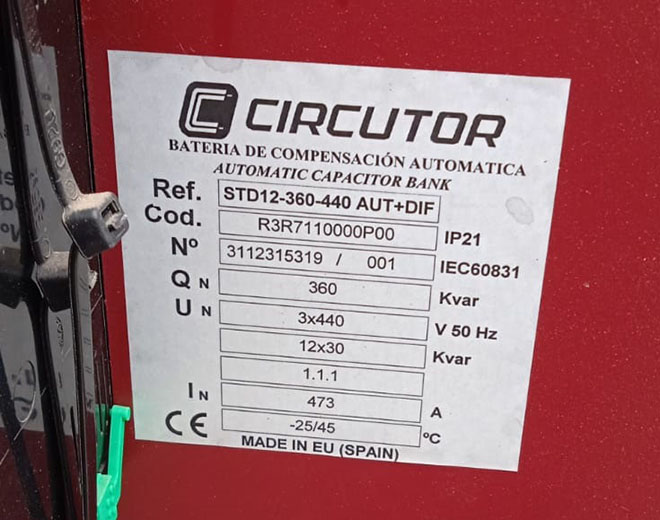 CIRCUTOR
BATERIA DE COMPENSACIÓN AUTOMATICA
AUTOMATIC CAPACITOR BANK
Ref. STD12-360-440 AUT+DIF
Cod. R3R7110000P00 IP21
Nº 3112315319 / 001 IEC60831
Q N 360 Kvar
U N 3x440 V 50 Hz
12x30 Kvar
1.1.1
I N 473 A
CE -25/45 ºC
MADE IN EU (SPAIN)